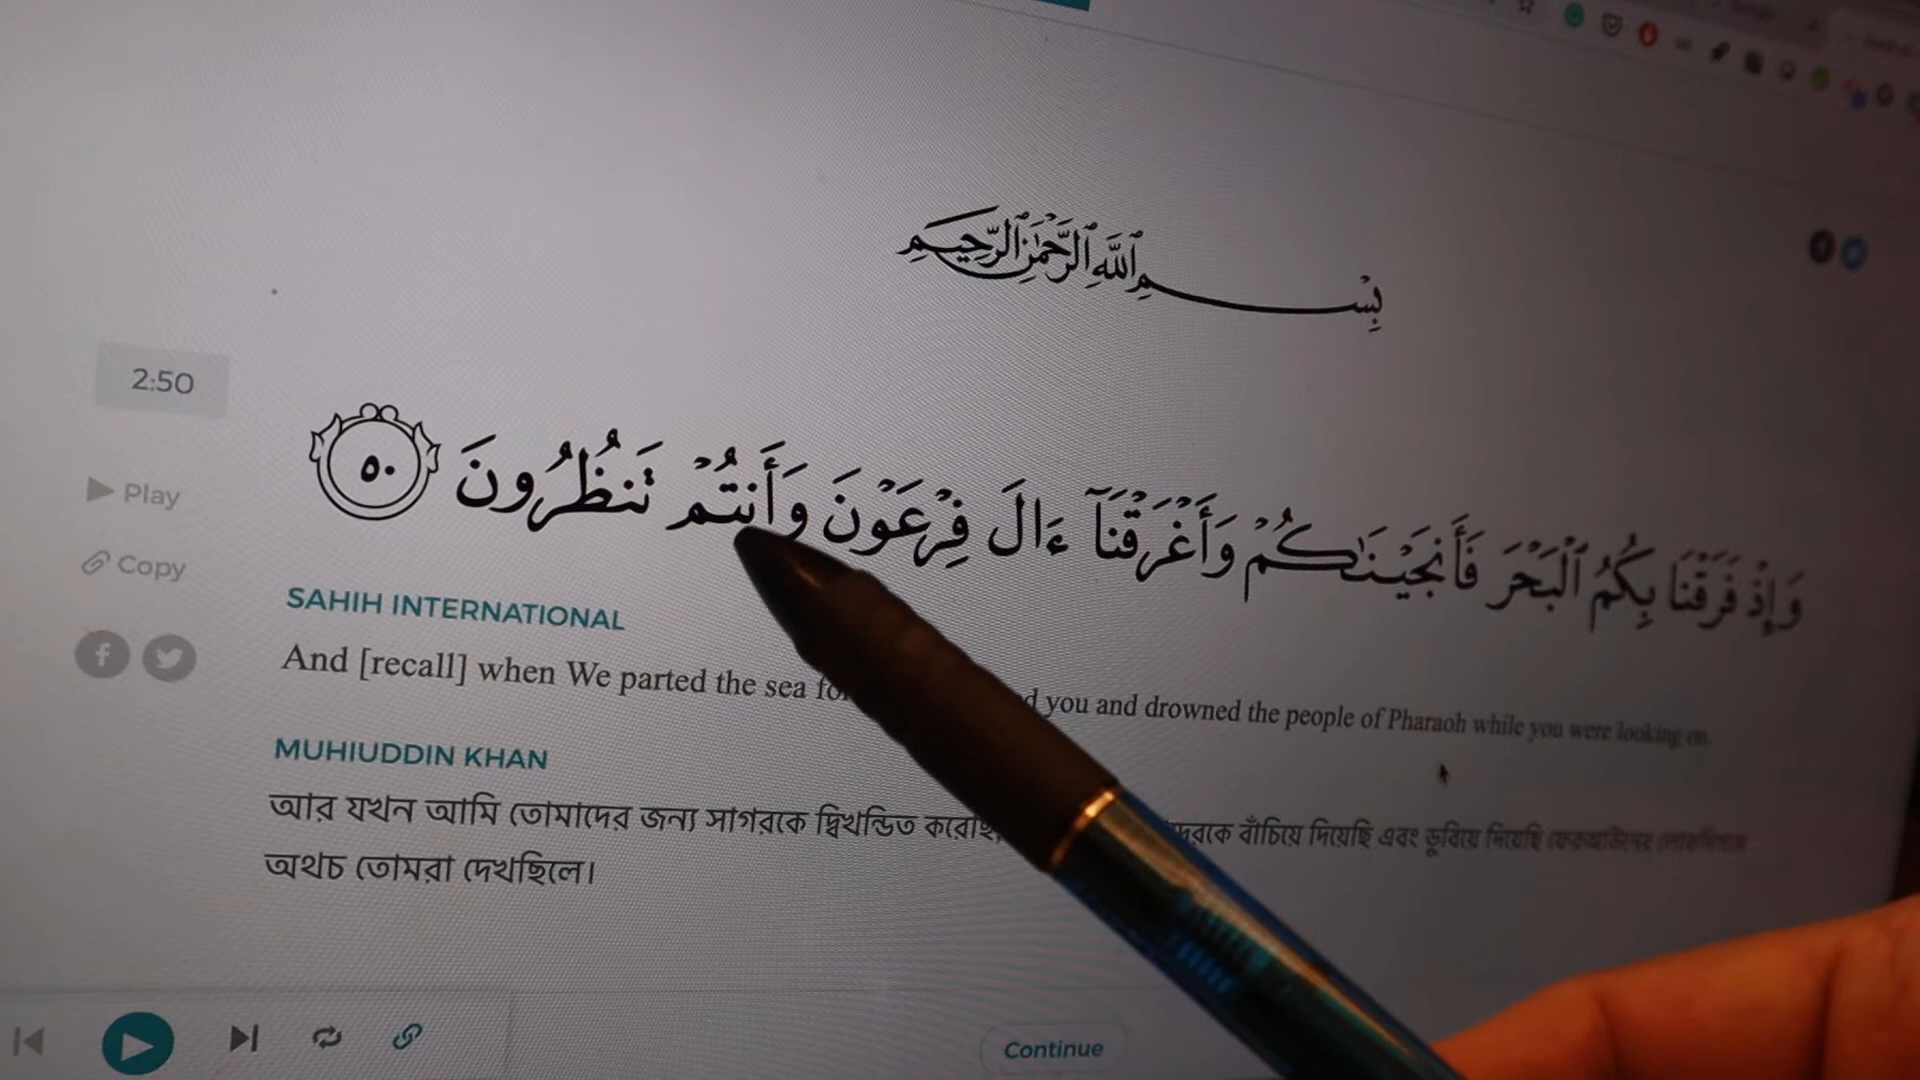 بِسْمِ ٱللَّهِ ٱلرَّحْمَٰنِ ٱلرَّحِيمِ
2:50
وَإِذْ فَرَقْنَا بِكُمُ ٱلْبَحْرَ فَأَنجَيْنَٰكُمْ وَأَغْرَقْنَآ ءَالَ فِرْعَوْنَ وَأَنتُمْ تَنظُرُونَ ٥٠
Play
Copy
SAHIH INTERNATIONAL
And [recall] when We parted the sea you and drowned the people of Pharaoh while you were looking on.
MUHIUDDIN KHAN
আর যখন আমি তোমাদের জন্য সাগরকে দ্বিখন্ডিত বাঁচিয়ে দিয়েছি এবং ডুবিয়ে দিয়েছি
অথচ তোমরা দেখছিলে।
Continue